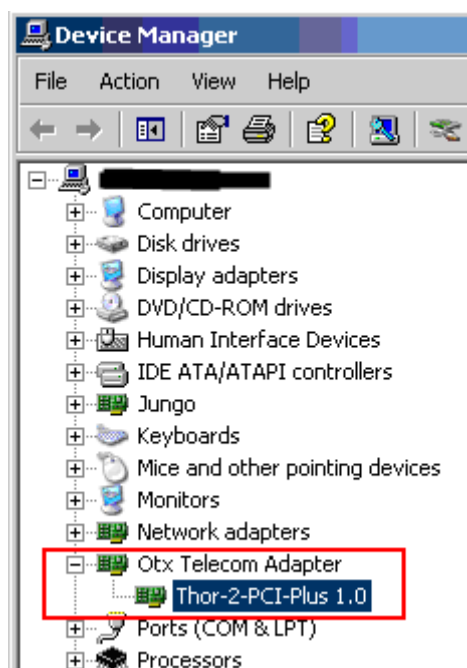 Device Manager
File Action View Help
Computer
Disk drives
Display adapters
DVD/CD-ROM drives
Human Interface Devices
IDE ATA/ATAPI controllers
Jungo
Keyboards
Mice and other pointing devices
Monitors
Network adapters
Otx Telecom Adapter
Thor-2-PCI-Plus 1.0
Ports (COM & LPT)
Processors